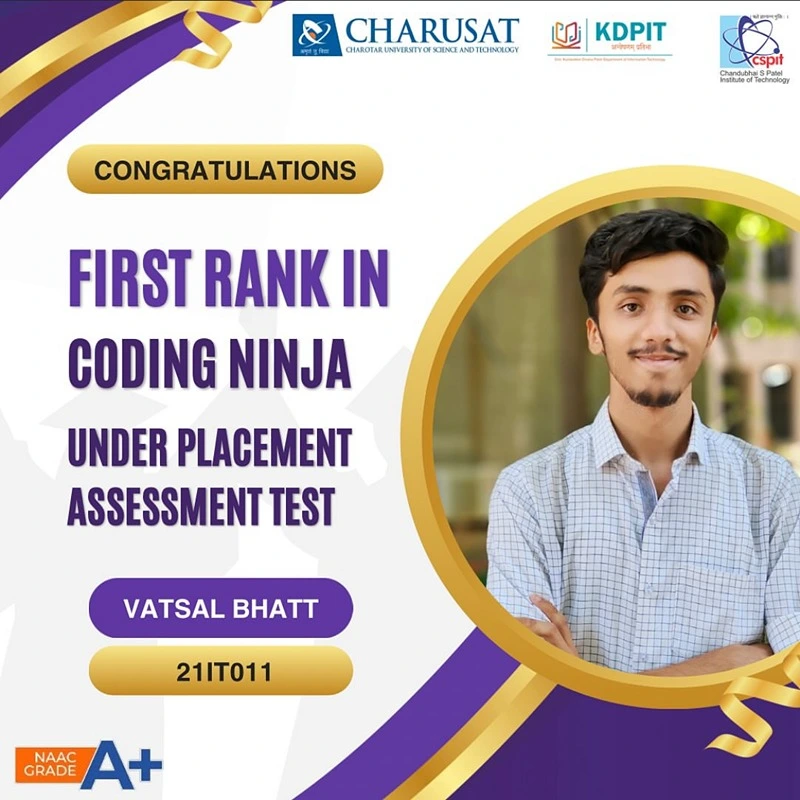 CHARUSAT
CHAROTAR UNIVERSITY OF SCIENCE AND TECHNOLOGY
KDPIT
cspit
Chandubhai S Patel
Institute of Technology
CONGRATULATIONS
FIRST RANK IN
CODING NINJA
UNDER PLACEMENT
ASSESSMENT TEST
VATSAL BHATT
21IT011
NAAC
GRADE
A+